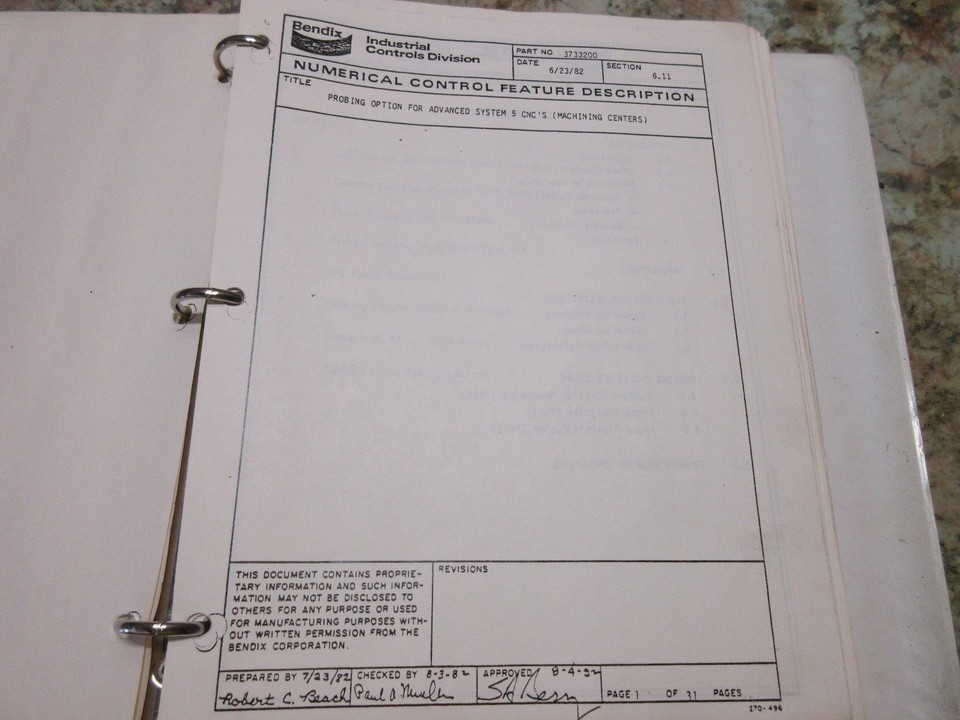 Bendix
Industrial
Controls Division
PART NO. 3733200
DATE 6/23/82
SECTION 6.11
NUMERICAL CONTROL FEATURE DESCRIPTION
TITLE
PROBING OPTION FOR ADVANCED SYSTEM 5 CNC'S (MACHINING CENTERS)
THIS DOCUMENT CONTAINS PROPRIE-
TARY INFORMATION AND SUCH INFOR-
MATION MAY NOT BE DISCLOSED TO
OTHERS FOR ANY PURPOSE OR USED
FOR MANUFACTURING PURPOSES WITH-
OUT WRITTEN PERMISSION FROM THE
BENDIX CORPORATION.
REVISIONS
PREPARED BY 7/23/82
Robert C. Beach
CHECKED BY 8-3-82
Paul A
APPROVED 8-4-82
PAGE 1 OF 31 PAGES
270-496